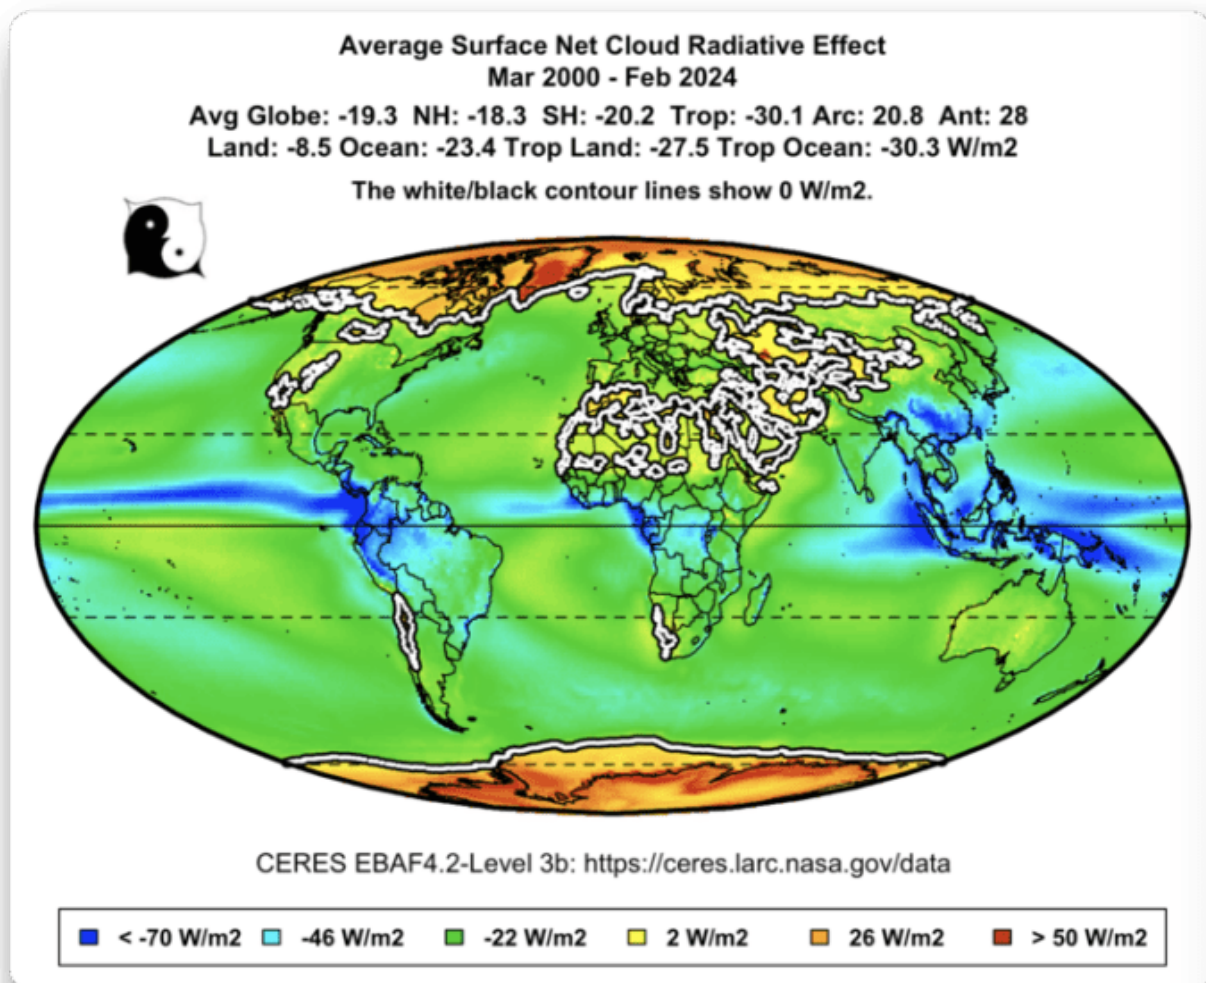 Average Surface Net Cloud Radiative Effect
Mar 2000 - Feb 2024
Avg Globe: -19.3 NH: -18.3 SH: -20.2 Trop: -30.1 Arc: 20.8 Ant: 28
Land: -8.5 Ocean: -23.4 Trop Land: -27.5 Trop Ocean: -30.3 W/m2
The white/black contour lines show 0 W/m2.
CERES EBAF4.2-Level 3b: https://ceres.larc.nasa.gov/data
< -70 W/m2 -46 W/m2 -22 W/m2 2 W/m2 26 W/m2 > 50 W/m2